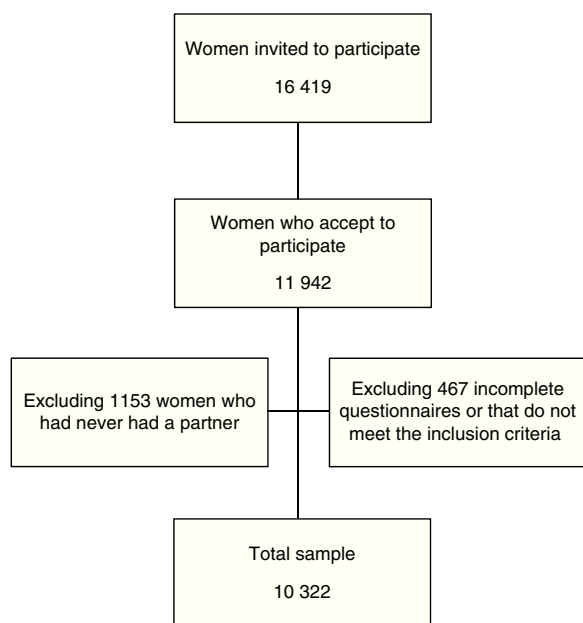 Women invited to participate
16 419
Women who accept to
participate
11 942
Excluding 1153 women who
had never had a partner
Excluding 467 incomplete
questionnaires or that do not
meet the inclusion criteria
Total sample
10 322